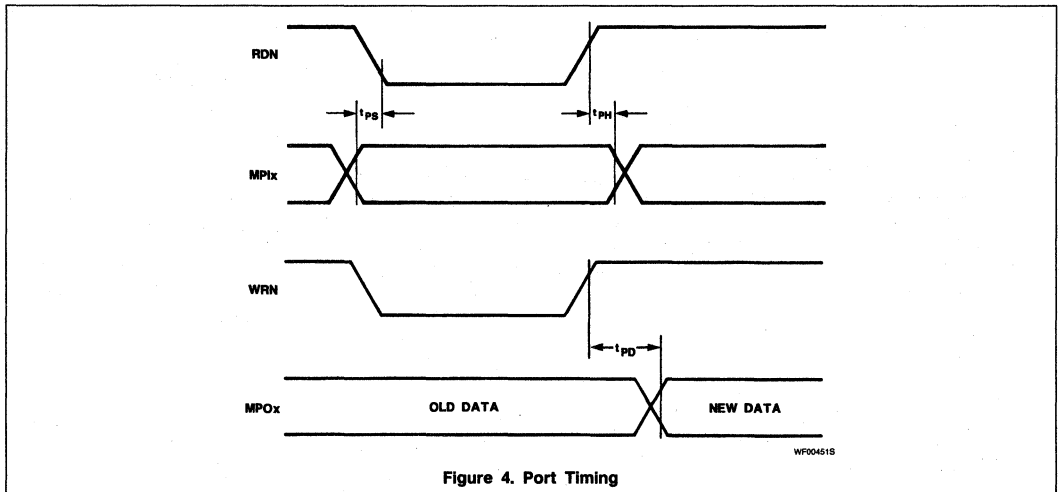 RDN
tPS
tPH
MPIx
WRN
tPD
MPOx
OLD DATA
NEW DATA
WF00451S
Figure 4. Port Timing